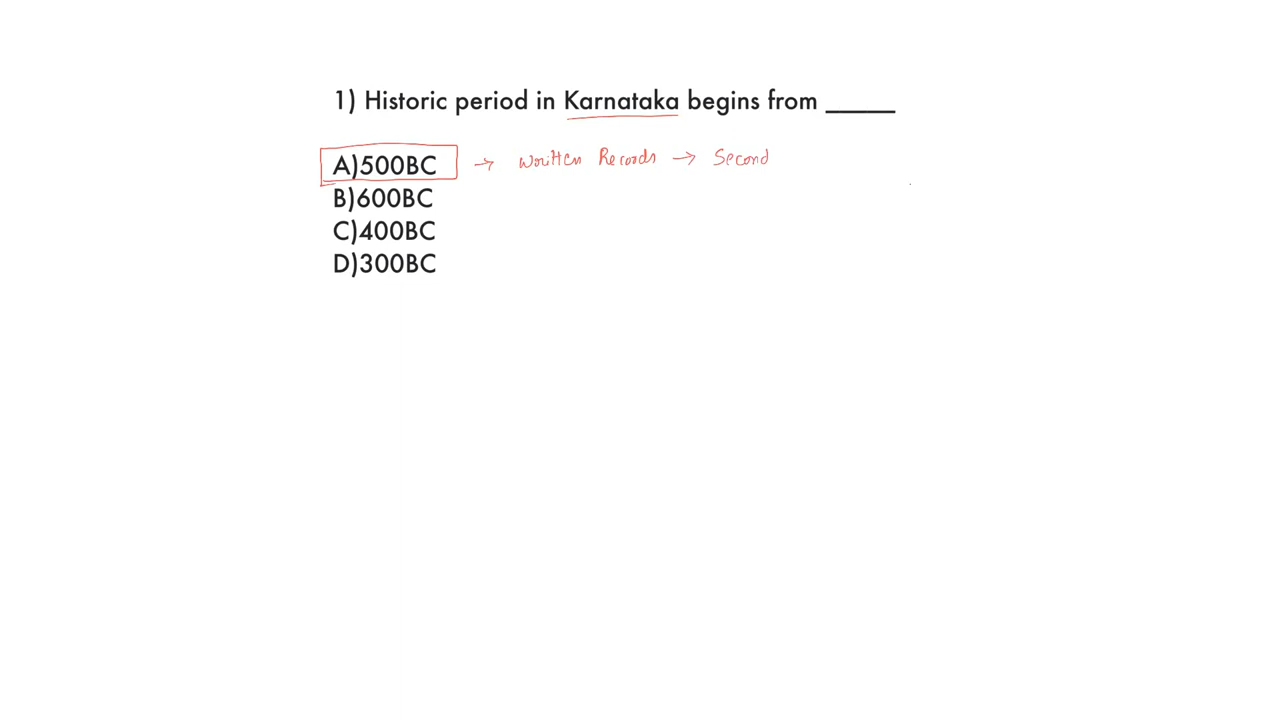 1) Historic period in Karnataka begins from _____
A)500BC → Written Records → Second
B)600BC
C)400BC
D)300BC